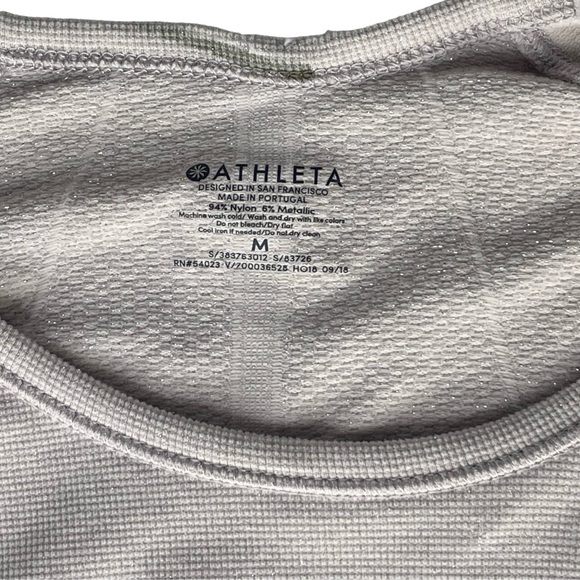 ATHLETA
DESIGNED IN SAN FRANCISCO
MADE IN PORTUGAL
94% Nylon 6% Metallic
Machine wash cold/ Wash and dry with like colors
Do not bleach/Dry flat
Cool iron if needed/Do not dry clean
M
S/383763012-S/83726
RN#54023-V/700036528 HO18 09/18